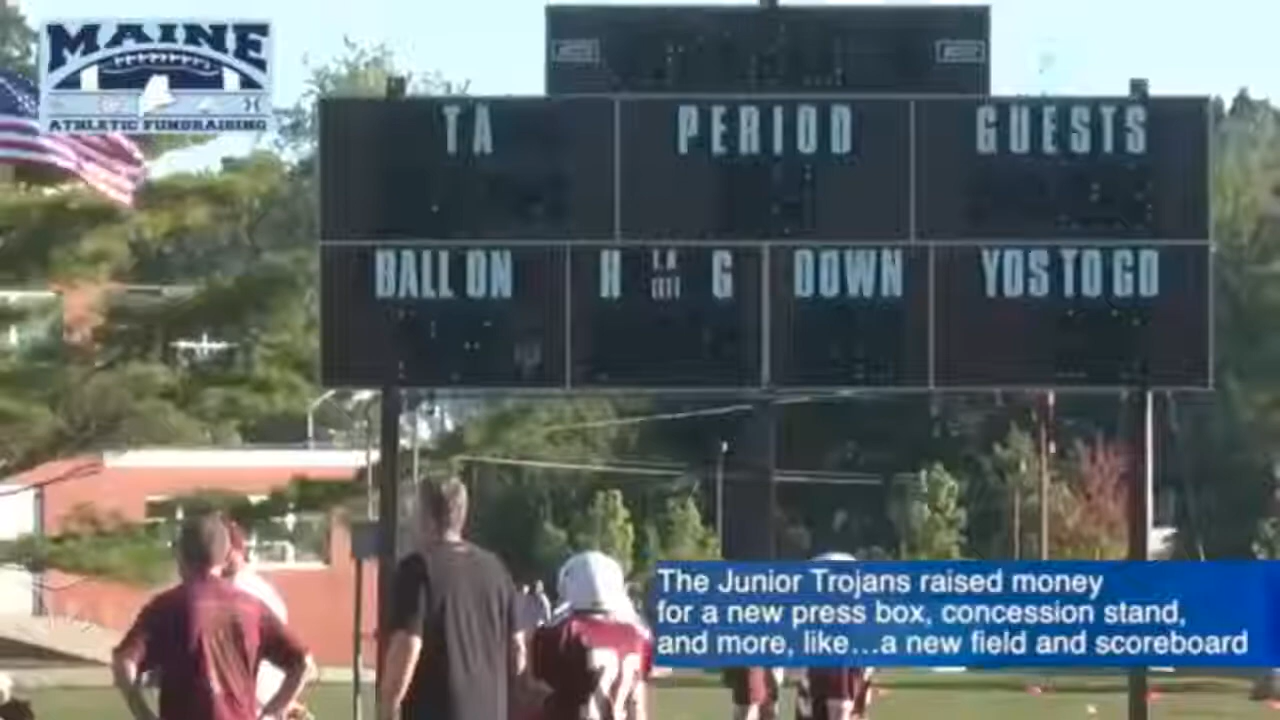 MAINE
ATHLETIC FUNDRAISING
TA PERIOD GUESTS
BALL ON H G DOWN YDS TO GO
The Junior Trojans raised money
for a new press box, concession stand,
and more, like...a new field and scoreboard